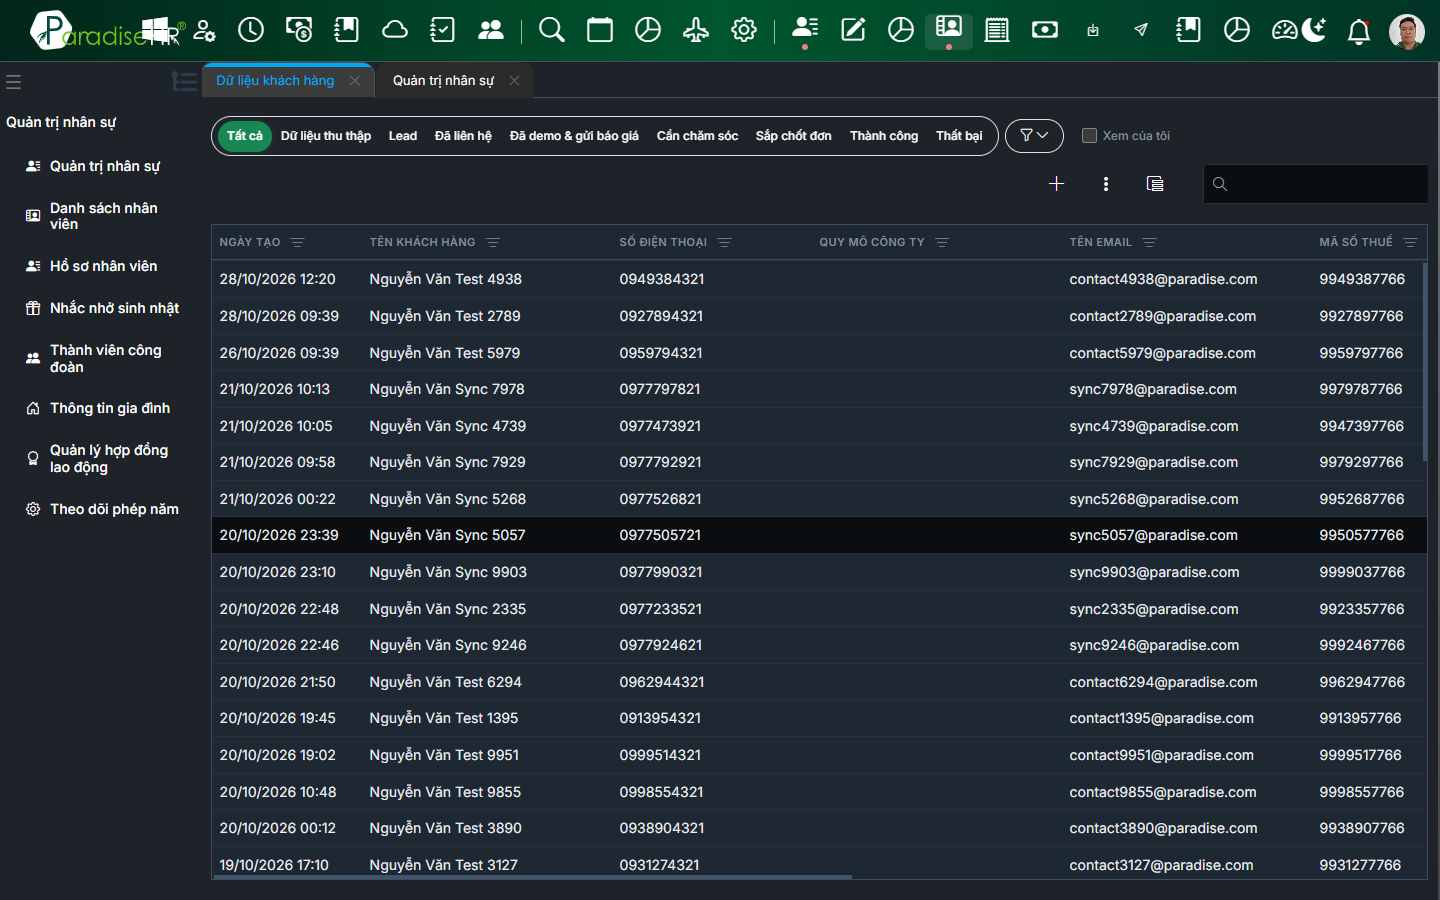 ParadiseHR®
Dữ liệu khách hàng
Quản trị nhân sự
Quản trị nhân sự
Quản trị nhân sự
Danh sách nhân viên
Hồ sơ nhân viên
Nhắc nhở sinh nhật
Thành viên công đoàn
Thông tin gia đình
Quản lý hợp đồng lao động
Theo dõi phép năm
Tất cả Dữ liệu thu thập Lead Đã liên hệ Đã demo & gửi báo giá Cần chăm sóc Sắp chốt đơn Thành công Thất bại
Xem của tôi
NGÀY TẠO TÊN KHÁCH HÀNG SỐ ĐIỆN THOẠI QUY MÔ CÔNG TY TÊN EMAIL MÃ SỐ THUẾ
28/10/2026 12:20 Nguyễn Văn Test 4938 0949384321 contact4938@paradise.com 9949387766
28/10/2026 09:39 Nguyễn Văn Test 2789 0927894321 contact2789@paradise.com 9927897766
26/10/2026 09:39 Nguyễn Văn Test 5979 0959794321 contact5979@paradise.com 9959797766
21/10/2026 10:13 Nguyễn Văn Sync 7978 0977797821 sync7978@paradise.com 9979787766
21/10/2026 10:05 Nguyễn Văn Sync 4739 0977473921 sync4739@paradise.com 9947397766
21/10/2026 09:58 Nguyễn Văn Sync 7929 0977792921 sync7929@paradise.com 9979297766
21/10/2026 00:22 Nguyễn Văn Sync 5268 0977526821 sync5268@paradise.com 9952687766
20/10/2026 23:39 Nguyễn Văn Sync 5057 0977505721 sync5057@paradise.com 9950577766
20/10/2026 23:10 Nguyễn Văn Sync 9903 0977990321 sync9903@paradise.com 9999037766
20/10/2026 22:48 Nguyễn Văn Sync 2335 0977233521 sync2335@paradise.com 9923357766
20/10/2026 22:46 Nguyễn Văn Sync 9246 0977924621 sync9246@paradise.com 9992467766
20/10/2026 21:50 Nguyễn Văn Test 6294 0962944321 contact6294@paradise.com 9962947766
20/10/2026 19:45 Nguyễn Văn Test 1395 0913954321 contact1395@paradise.com 9913957766
20/10/2026 19:02 Nguyễn Văn Test 9951 0999514321 contact9951@paradise.com 9999517766
20/10/2026 10:48 Nguyễn Văn Test 9855 0998554321 contact9855@paradise.com 9998557766
20/10/2026 00:12 Nguyễn Văn Test 3890 0938904321 contact3890@paradise.com 9938907766
19/10/2026 17:10 Nguyễn Văn Test 3127 0931274321 contact3127@paradise.com 9931277766